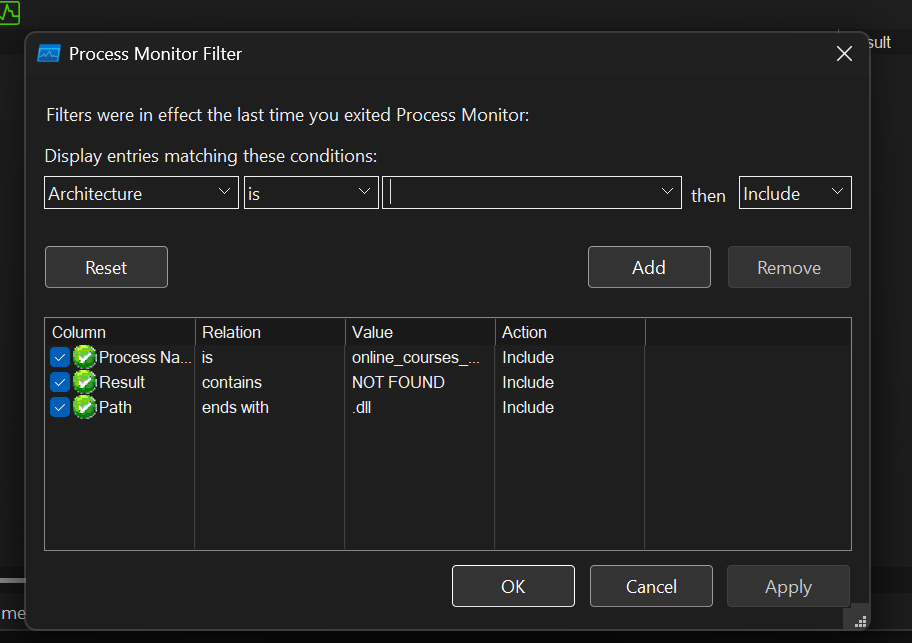 Process Monitor Filter
sult
Filters were in effect the last time you exited Process Monitor:
Display entries matching these conditions:
Architecture is then Include
Reset Add Remove
Column Relation Value Action
Process Na... is online_courses_... Include
Result contains NOT FOUND Include
Path ends with .dll Include
OK Cancel Apply
me